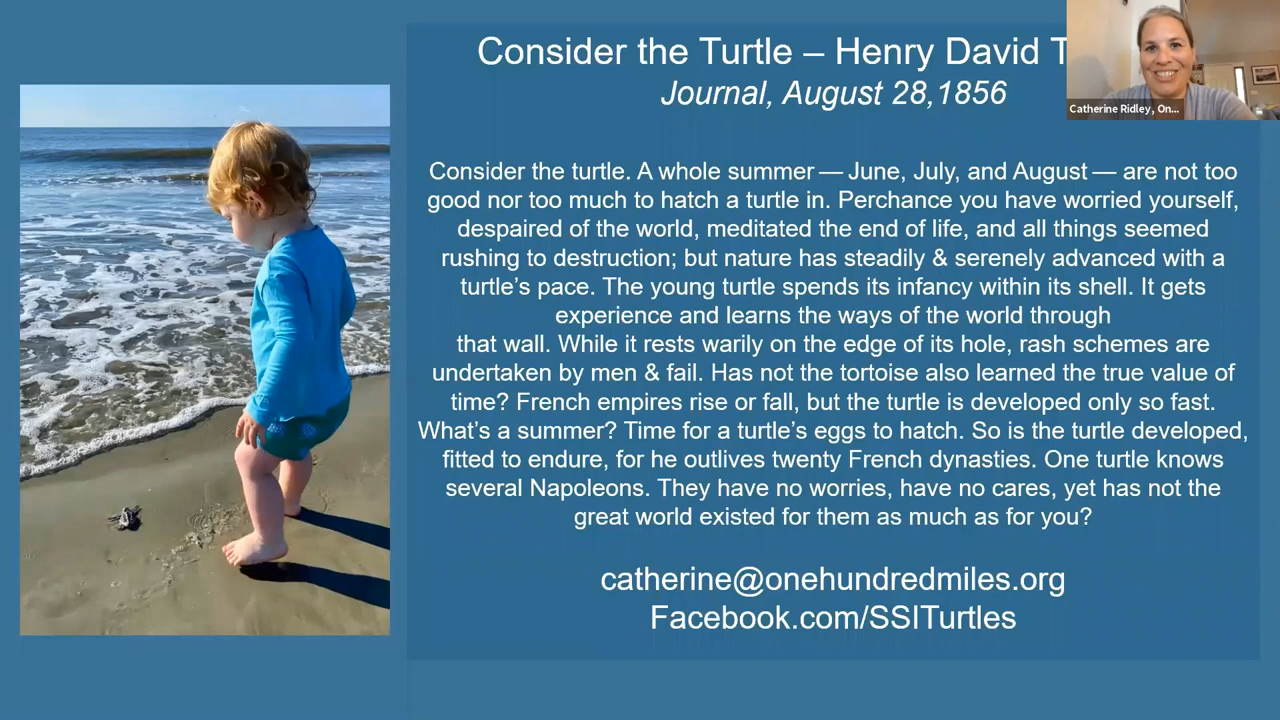 Consider the Turtle – Henry David T
Journal, August 28,1856
Catherine Ridley, On...
Consider the turtle. A whole summer — June, July, and August — are not too
good nor too much to hatch a turtle in. Perchance you have worried yourself,
despaired of the world, meditated the end of life, and all things seemed
rushing to destruction; but nature has steadily & serenely advanced with a
turtle's pace. The young turtle spends its infancy within its shell. It gets
experience and learns the ways of the world through
that wall. While it rests warily on the edge of its hole, rash schemes are
undertaken by men & fail. Has not the tortoise also learned the true value of
time? French empires rise or fall, but the turtle is developed only so fast.
What's a summer? Time for a turtle's eggs to hatch. So is the turtle developed,
fitted to endure, for he outlives twenty French dynasties. One turtle knows
several Napoleons. They have no worries, have no cares, yet has not the
great world existed for them as much as for you?
catherine@onehundredmiles.org
Facebook.com/SSITurtles